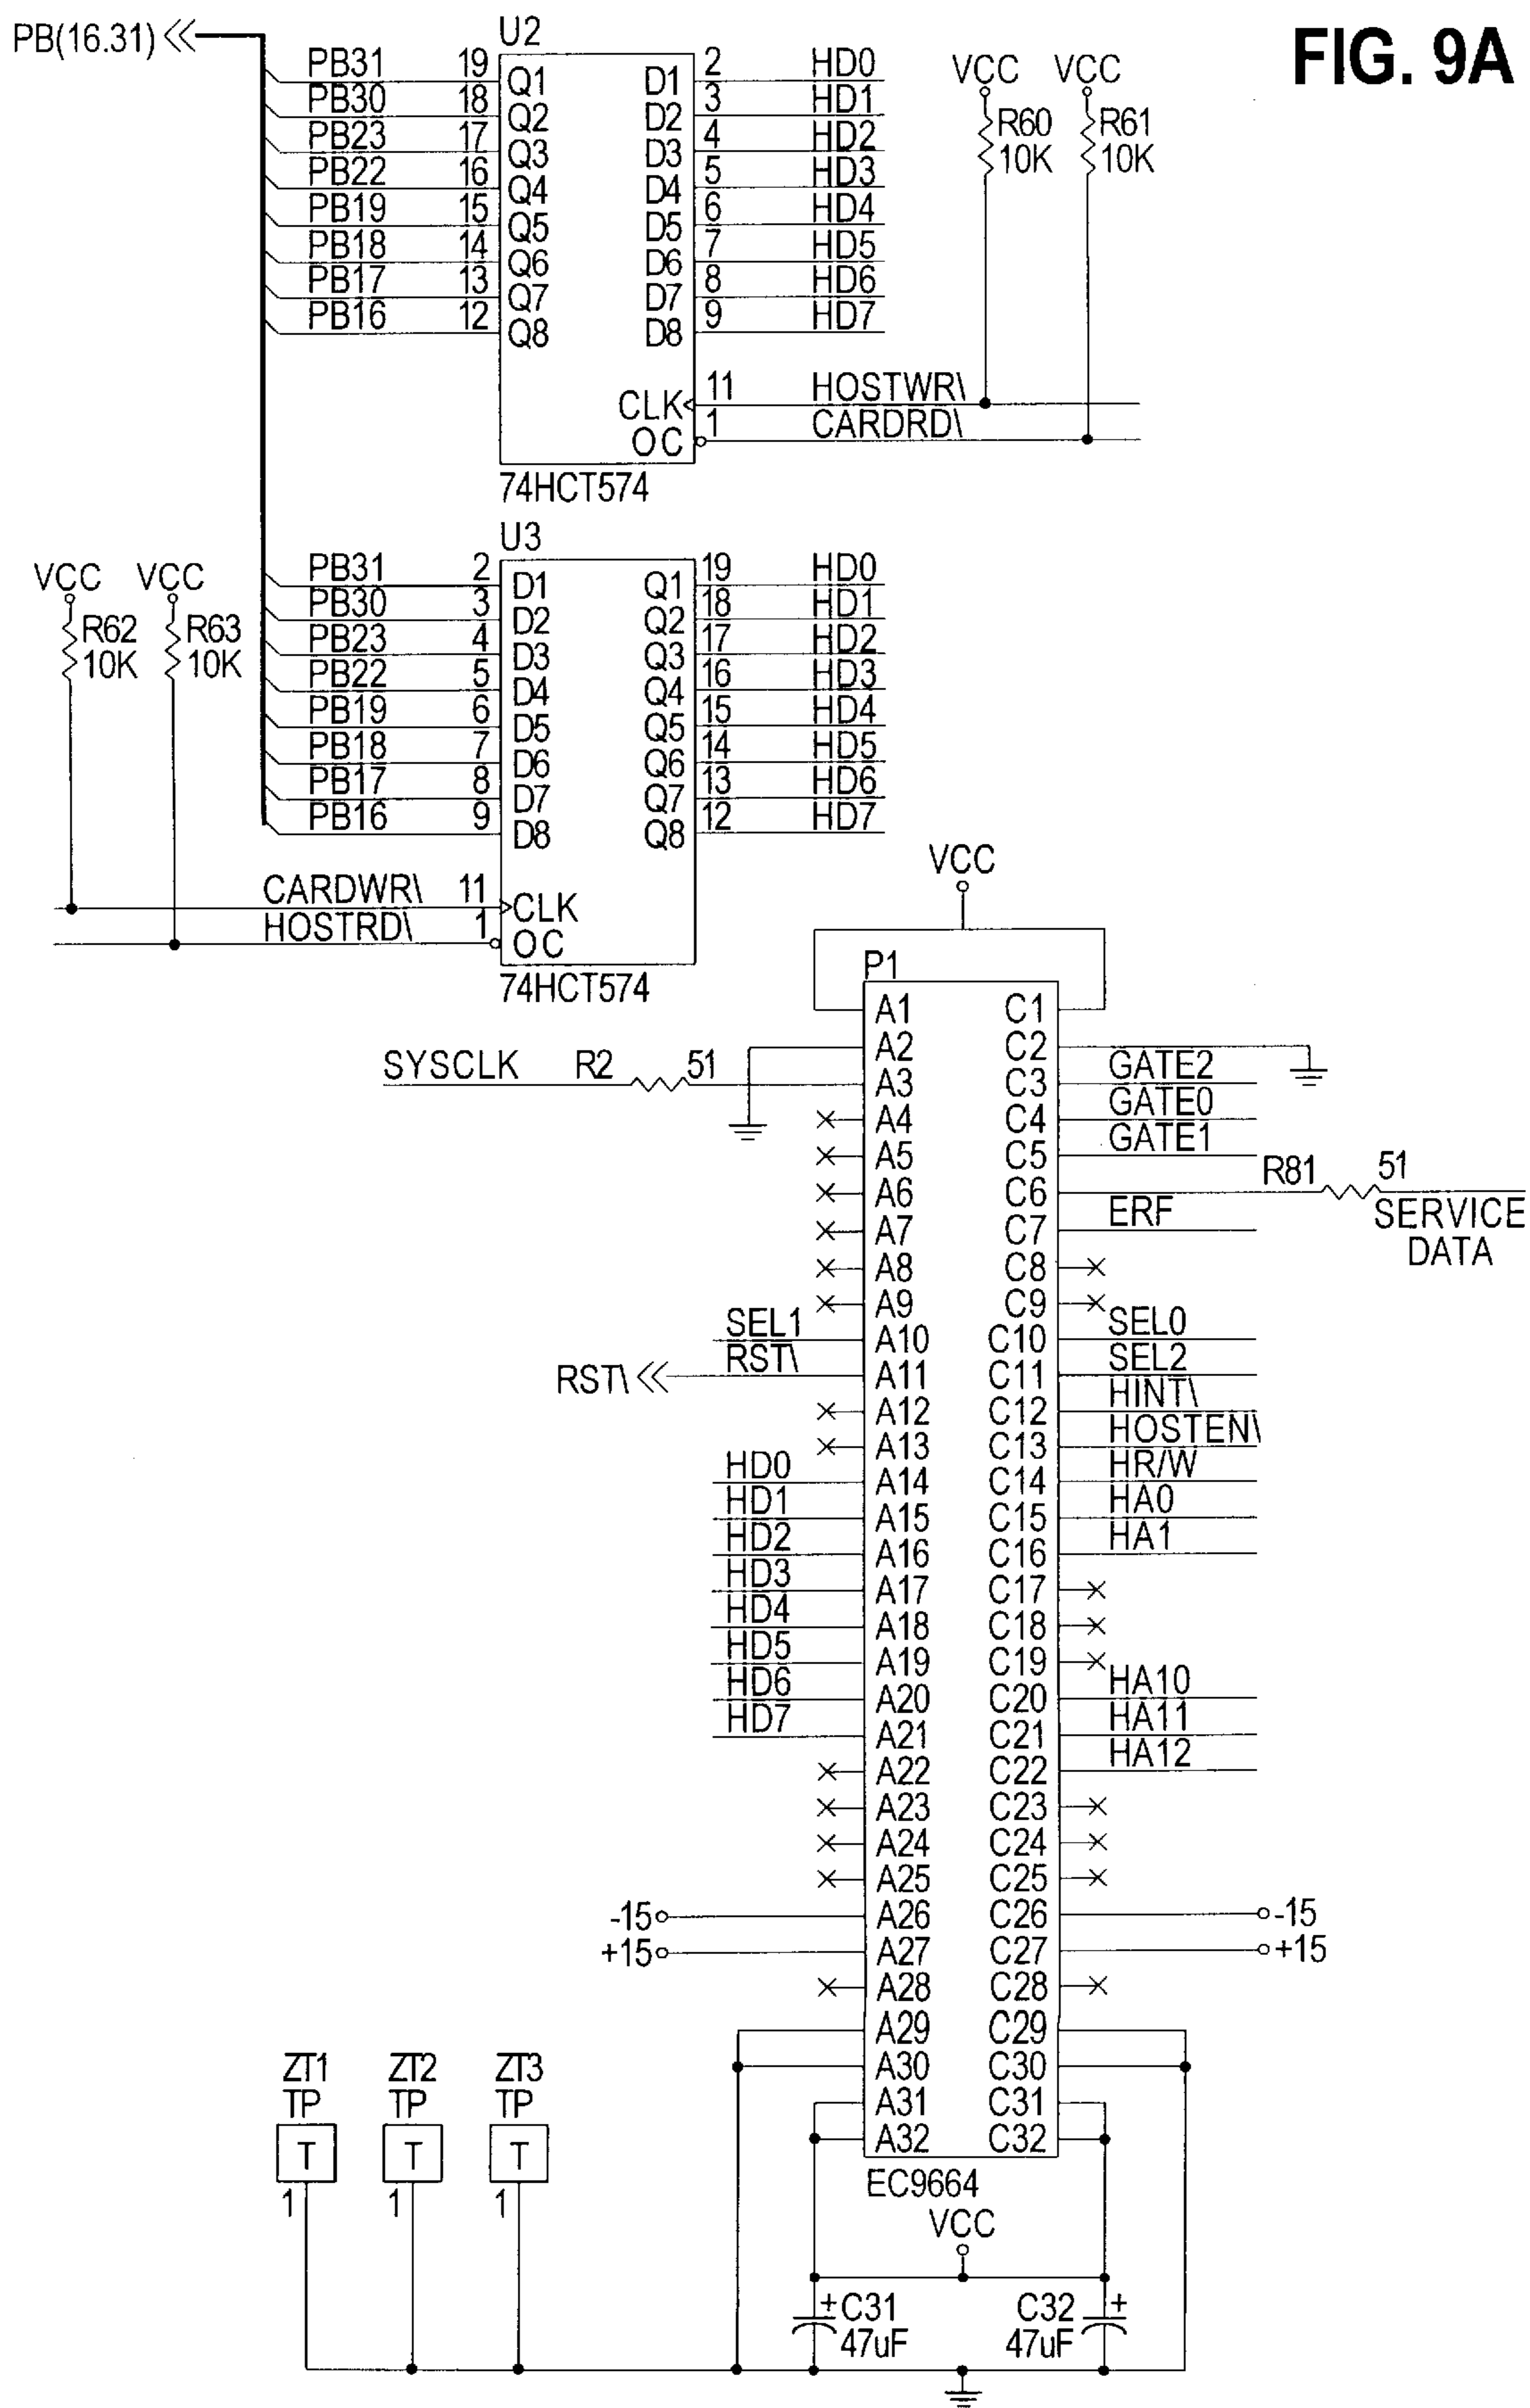 FIG. 9A
PB(16.31)
U2
PB31 19 Q1 D1 2 HD0
PB30 18 Q2 D2 3 HD1
PB23 17 Q3 D3 4 HD2
PB22 16 Q4 D4 5 HD3
PB19 15 Q5 D5 6 HD4
PB18 14 Q6 D6 7 HD5
PB17 13 Q7 D7 8 HD6
PB16 12 Q8 D8 9 HD7
CLK 11 HOSTWR\
OC 1 CARDRD\
74HCT574
VCC VCC
R60 R61
10K 10K
U3
PB31 2 D1 Q1 19 HD0
PB30 3 D2 Q2 18 HD1
PB23 4 D3 Q3 17 HD2
PB22 5 D4 Q4 16 HD3
PB19 6 D5 Q5 15 HD4
PB18 7 D6 Q6 14 HD5
PB17 8 D7 Q7 13 HD6
PB16 9 D8 Q8 12 HD7
CARDWR\ 11 CLK
HOSTRD\ 1 OC
74HCT574
VCC VCC
R62 R63
10K 10K
VCC
P1
A1 C1
A2 C2
SYSCLK R2 51 A3 C3 GATE2
A4 C4 GATE0
A5 C5 GATE1
A6 C6 R81 51
SERVICE
DATA
A7 C7 ERF
A8 C8
A9 C9
SEL1 A10 C10 SEL0
RST\ RST\ A11 C11 SEL2
A12 C12 HINT\
A13 C13 HOSTEN\
HD0 A14 C14 HR/W
HD1 A15 C15 HA0
HD2 A16 C16 HA1
HD3 A17 C17
HD4 A18 C18
HD5 A19 C19
HD6 A20 C20 HA10
HD7 A21 C21 HA11
A22 C22 HA12
A23 C23
A24 C24
A25 C25
-15 A26 C26 -15
+15 A27 C27 +15
A28 C28
A29 C29
A30 C30
A31 C31
A32 C32
EC9664
ZT1 ZT2 ZT3
TP TP TP
T T T
1 1 1
VCC
+ C31 C32 +
47uF 47uF